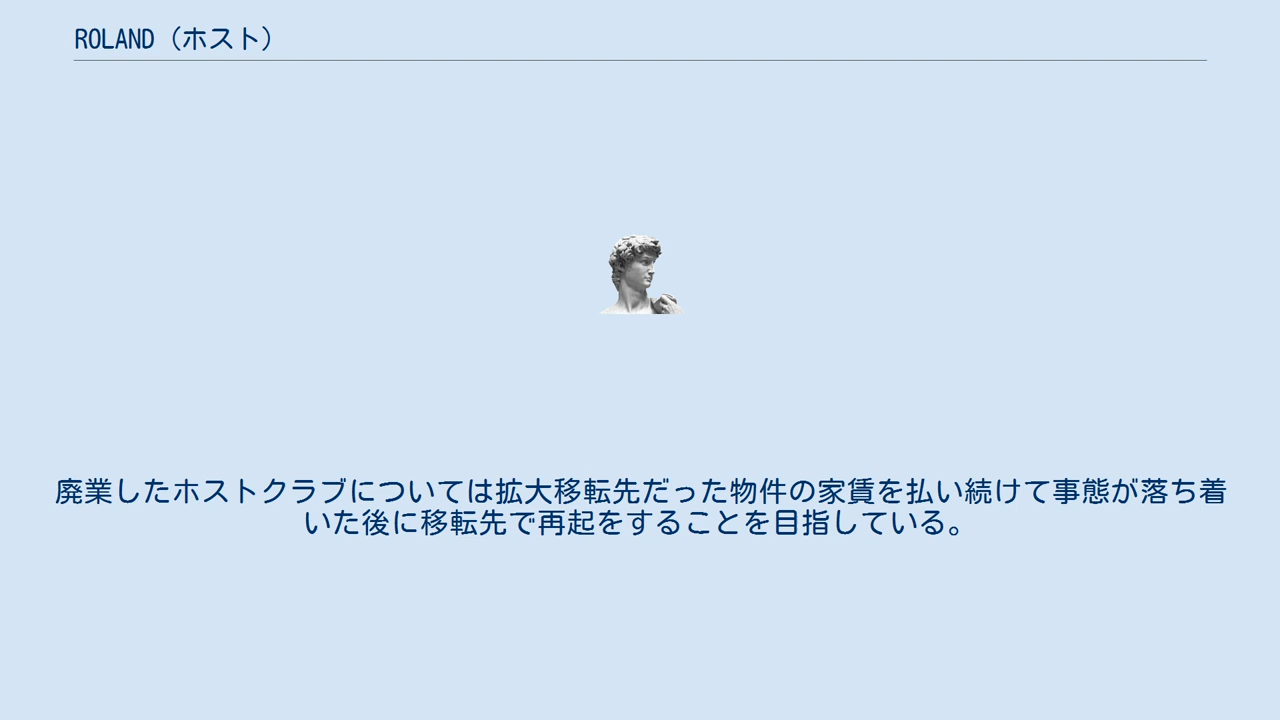 ROLAND（ホスト）
廃業したホストクラブについては拡大移転先だった物件の家賃を払い続けて事態が落ち着
いた後に移転先で再起をすることを目指している。